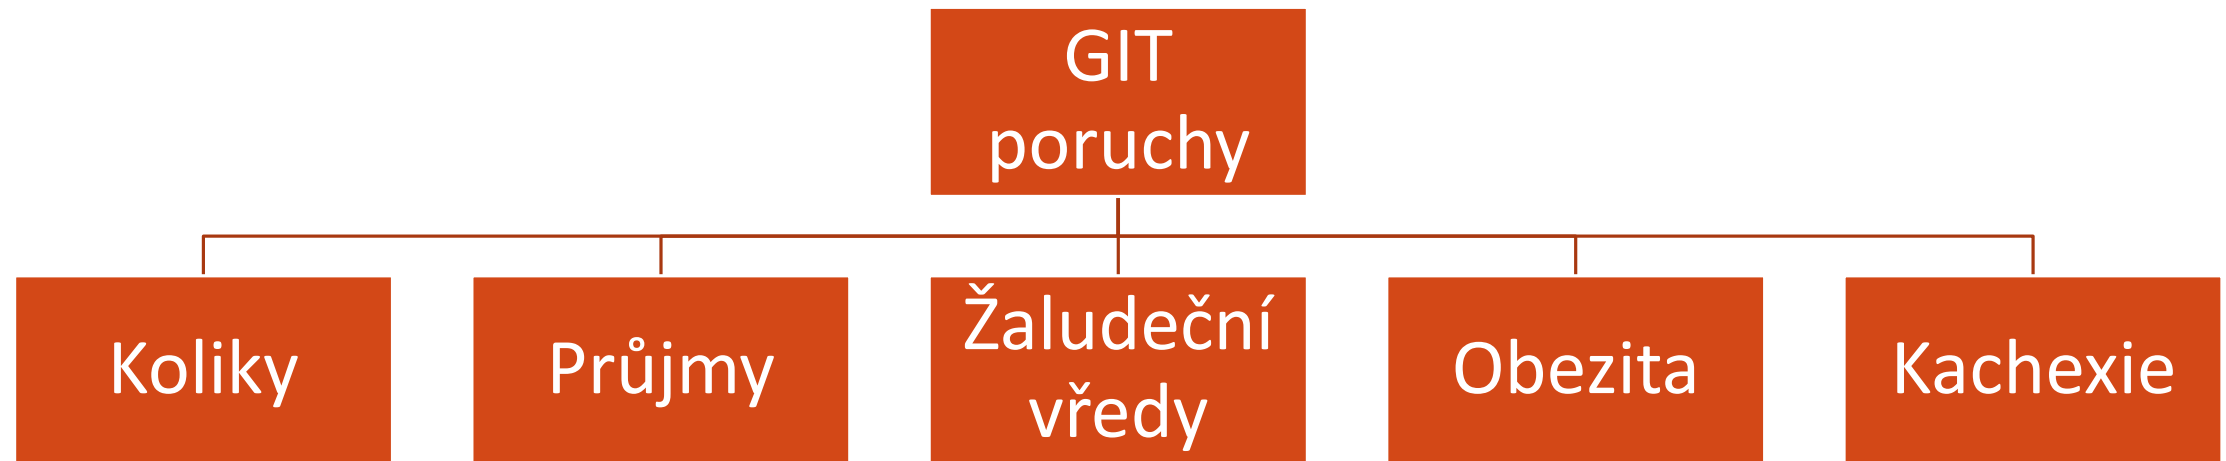 GIT
poruchy
Koliky
Průjmy
Žaludeční
vředy
Obezita
Kachexie